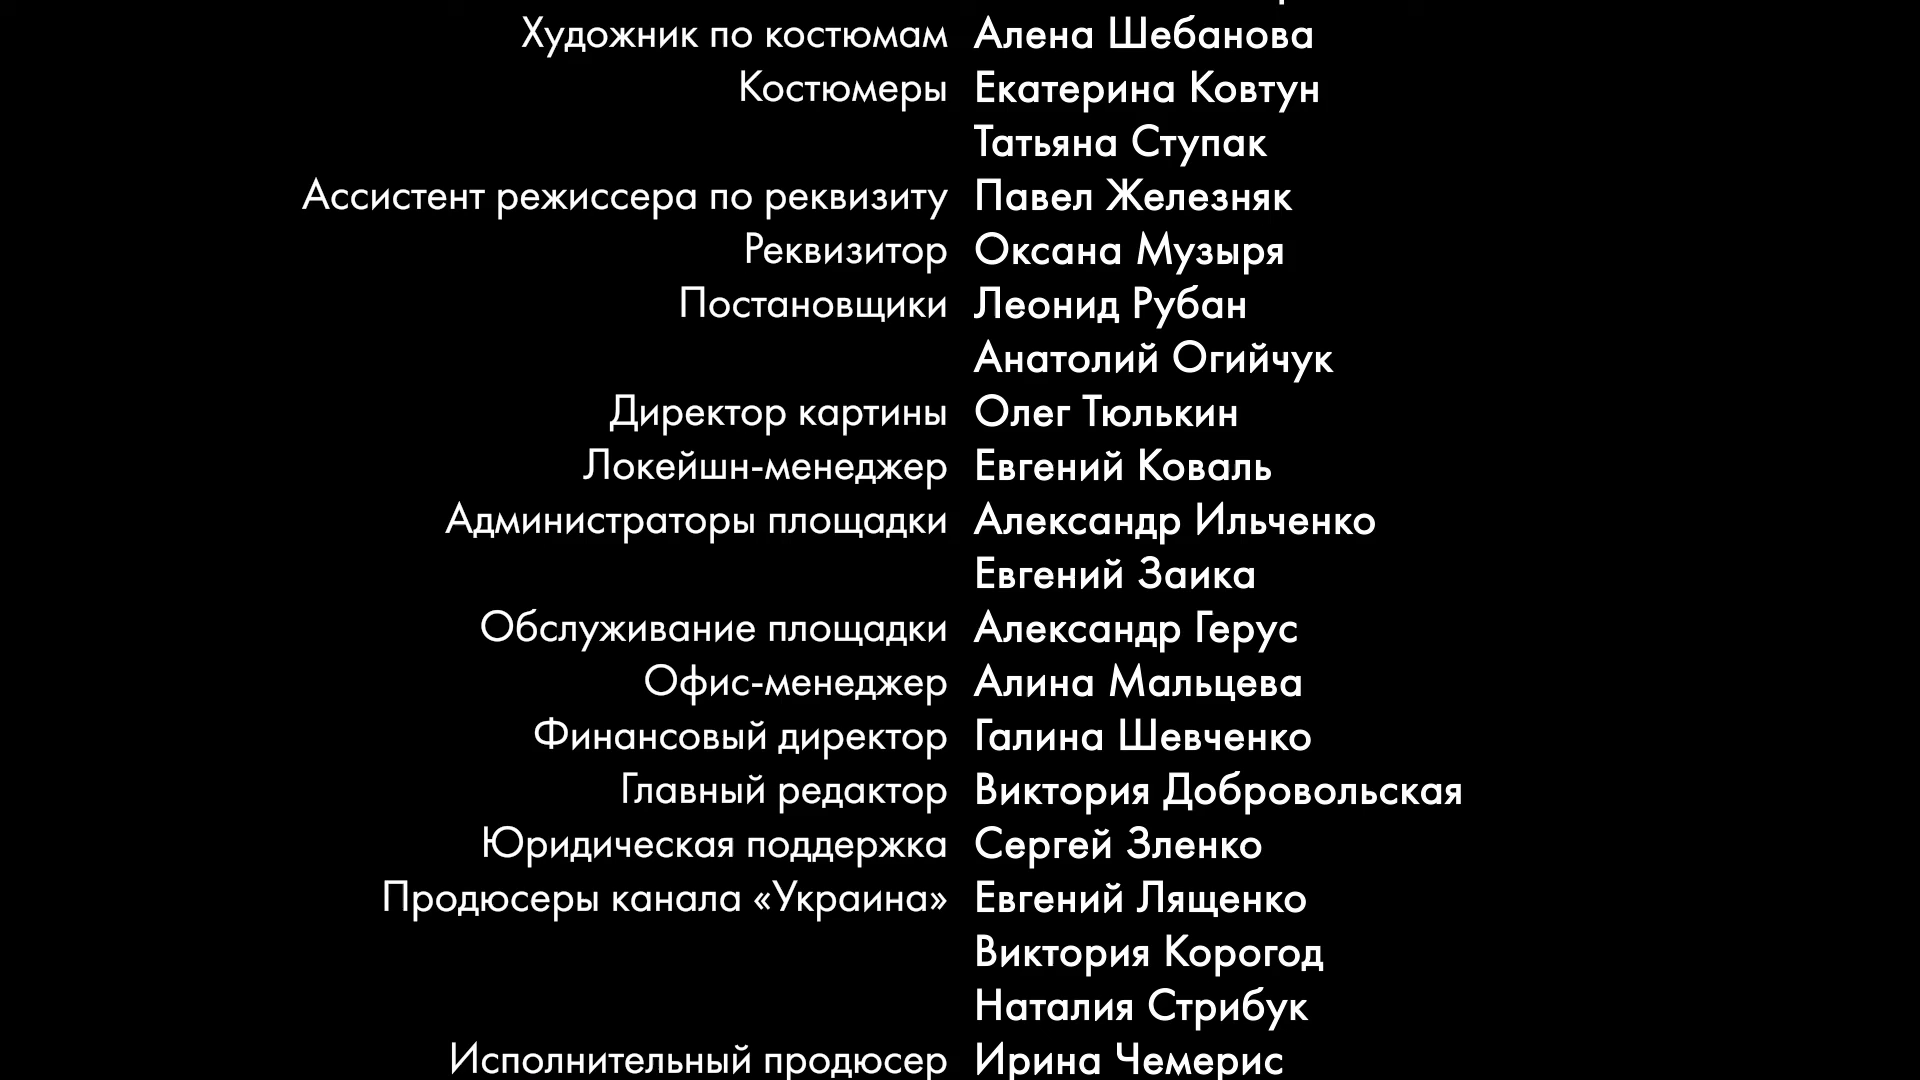 Художник по костюмам Алена Шебанова
Костюмеры Екатерина Ковтун
Татьяна Ступак
Ассистент режиссера по реквизиту Павел Железняк
Реквизитор Оксана Музыря
Постановщики Леонид Рубан
Анатолий Огийчук
Директор картины Олег Тюлькин
Локейшн-менеджер Евгений Коваль
Администраторы площадки Александр Ильченко
Евгений Заика
Обслуживание площадки Александр Герус
Офис-менеджер Алина Мальцева
Финансовый директор Галина Шевченко
Главный редактор Виктория Добровольская
Юридическая поддержка Сергей Зленко
Продюсеры канала «Украина» Евгений Лященко
Виктория Корогод
Наталия Стрибук
Исполнительный продюсер Ирина Чемерис